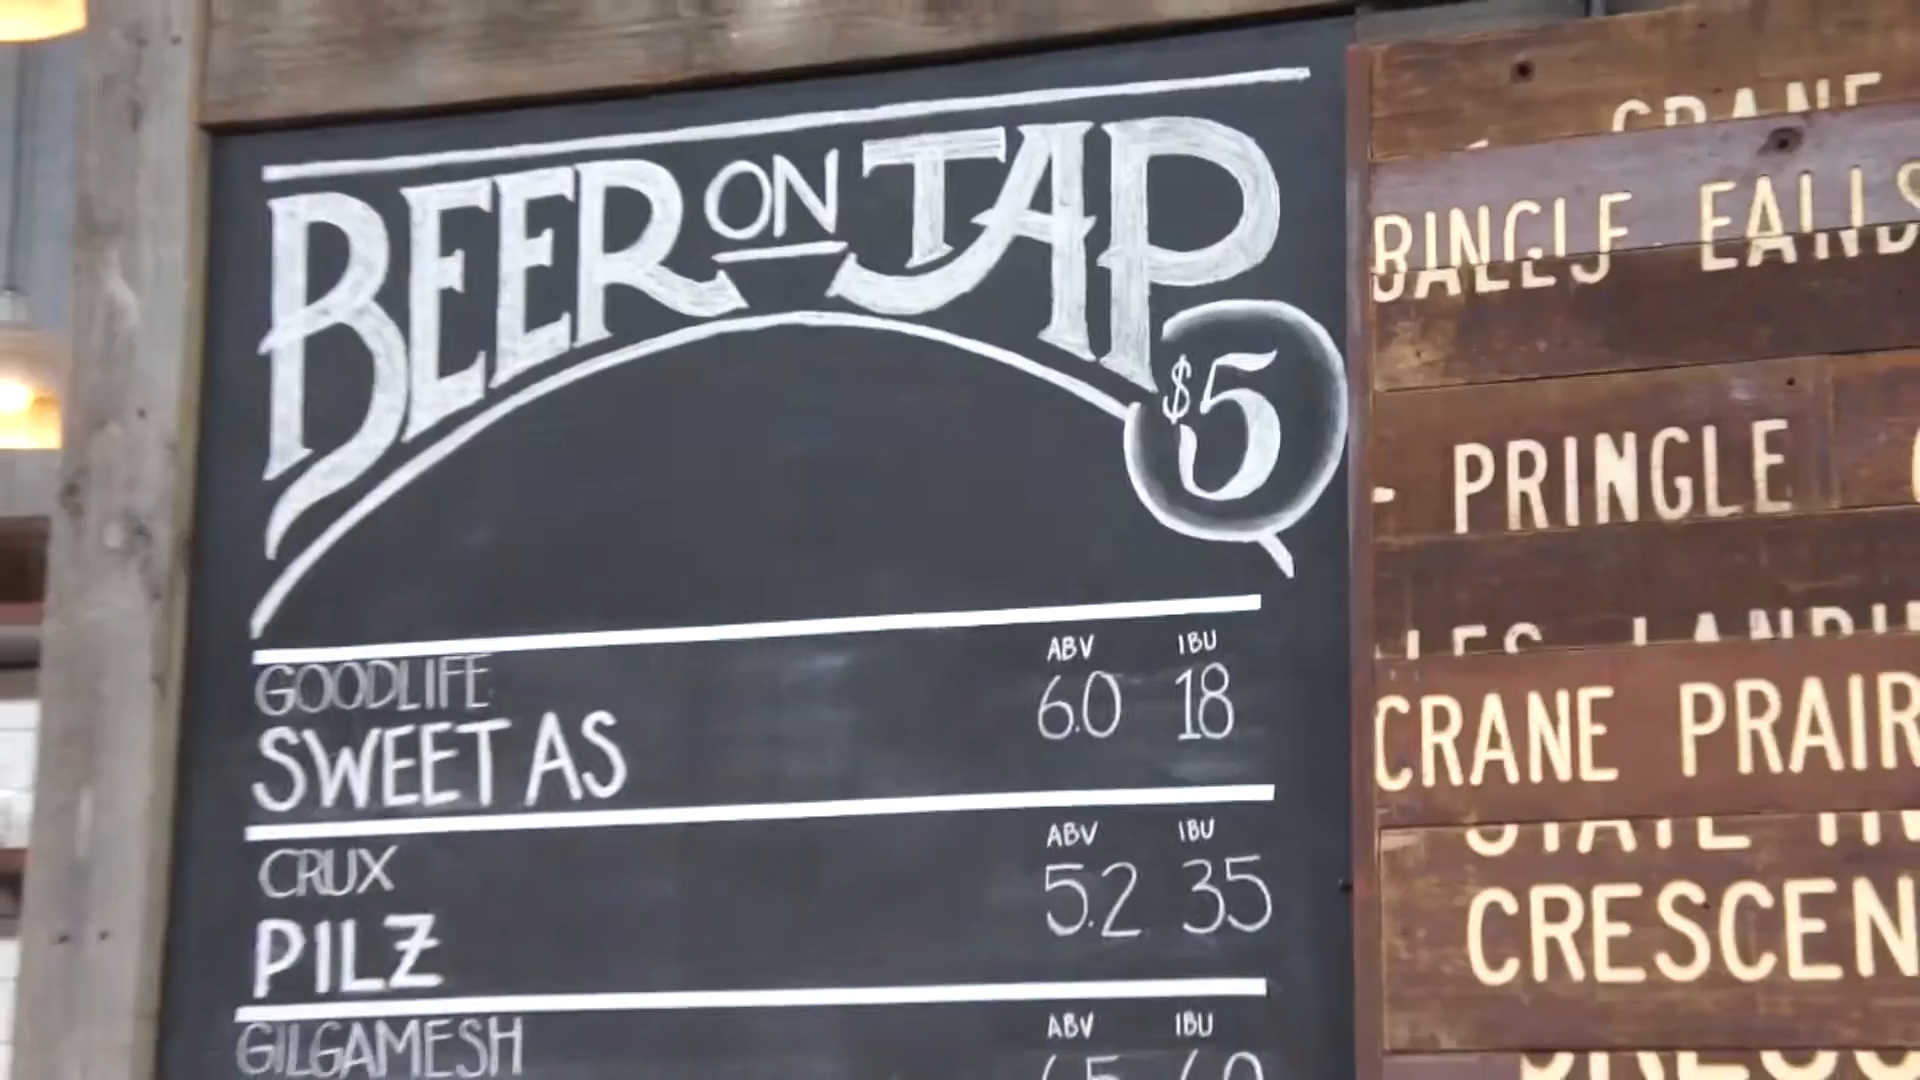 BEER ON TAP
$5
ABV IBU
GOODLIFE 6.0 18
SWEET AS
ABV IBU
CRUX 5.2 35
PILZ
ABV IBU
GILGAMESH
CRANE
PRINGLE
CRANE PRAIR
CRESCEN